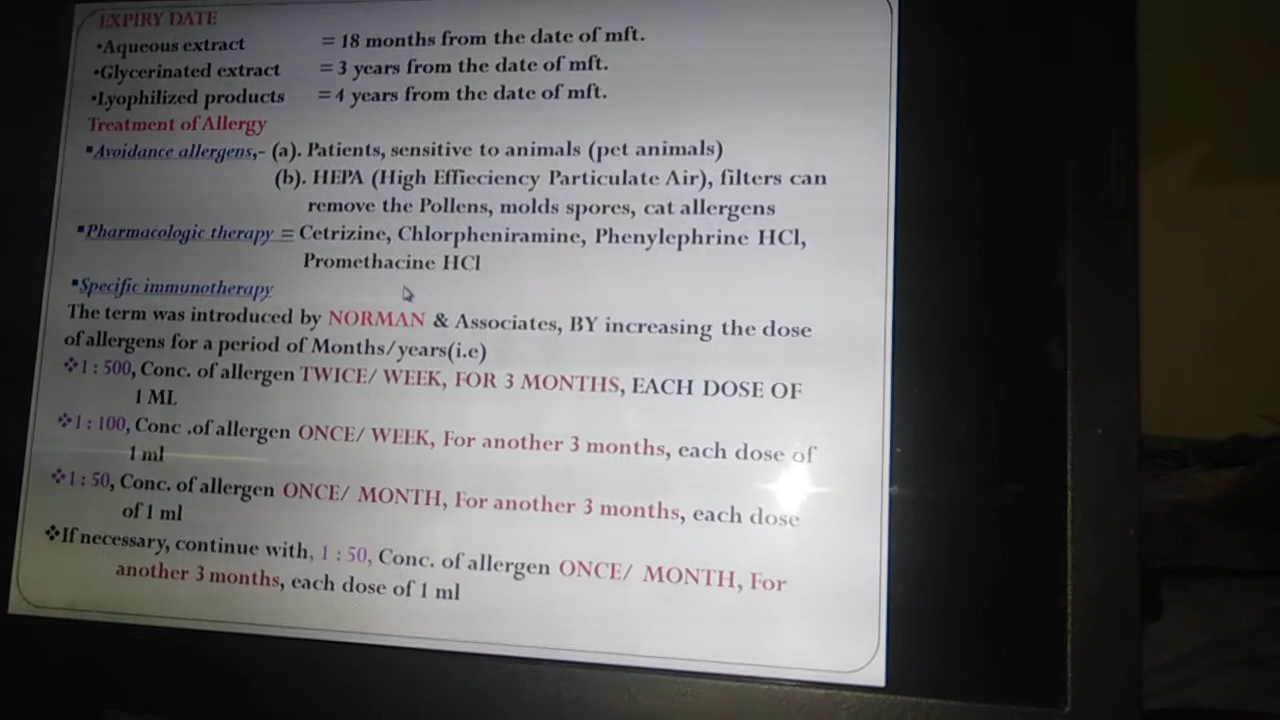 EXPIRY DATE
•Aqueous extract = 18 months from the date of mft.
•Glycerinated extract = 3 years from the date of mft.
•Lyophilized products = 4 years from the date of mft.
Treatment of Allergy
▪Avoidance allergens,- (a). Patients, sensitive to animals (pet animals)
(b). HEPA (High Effieciency Particulate Air), filters can
remove the Pollens, molds spores, cat allergens
▪Pharmacologic therapy = Cetrizine, Chlorpheniramine, Phenylephrine HCl,
Promethacine HCl
▪Specific immunotherapy
The term was introduced by NORMAN & Associates, BY increasing the dose
of allergens for a period of Months/years(i.e)
❖1 : 500, Conc. of allergen TWICE/ WEEK, FOR 3 MONTHS, EACH DOSE OF
1 ML
❖1 : 100, Conc .of allergen ONCE/ WEEK, For another 3 months, each dose of
1 ml
❖1 : 50, Conc. of allergen ONCE/ MONTH, For another 3 months, each dose
of 1 ml
❖If necessary, continue with, 1 : 50, Conc. of allergen ONCE/ MONTH, For
another 3 months, each dose of 1 ml